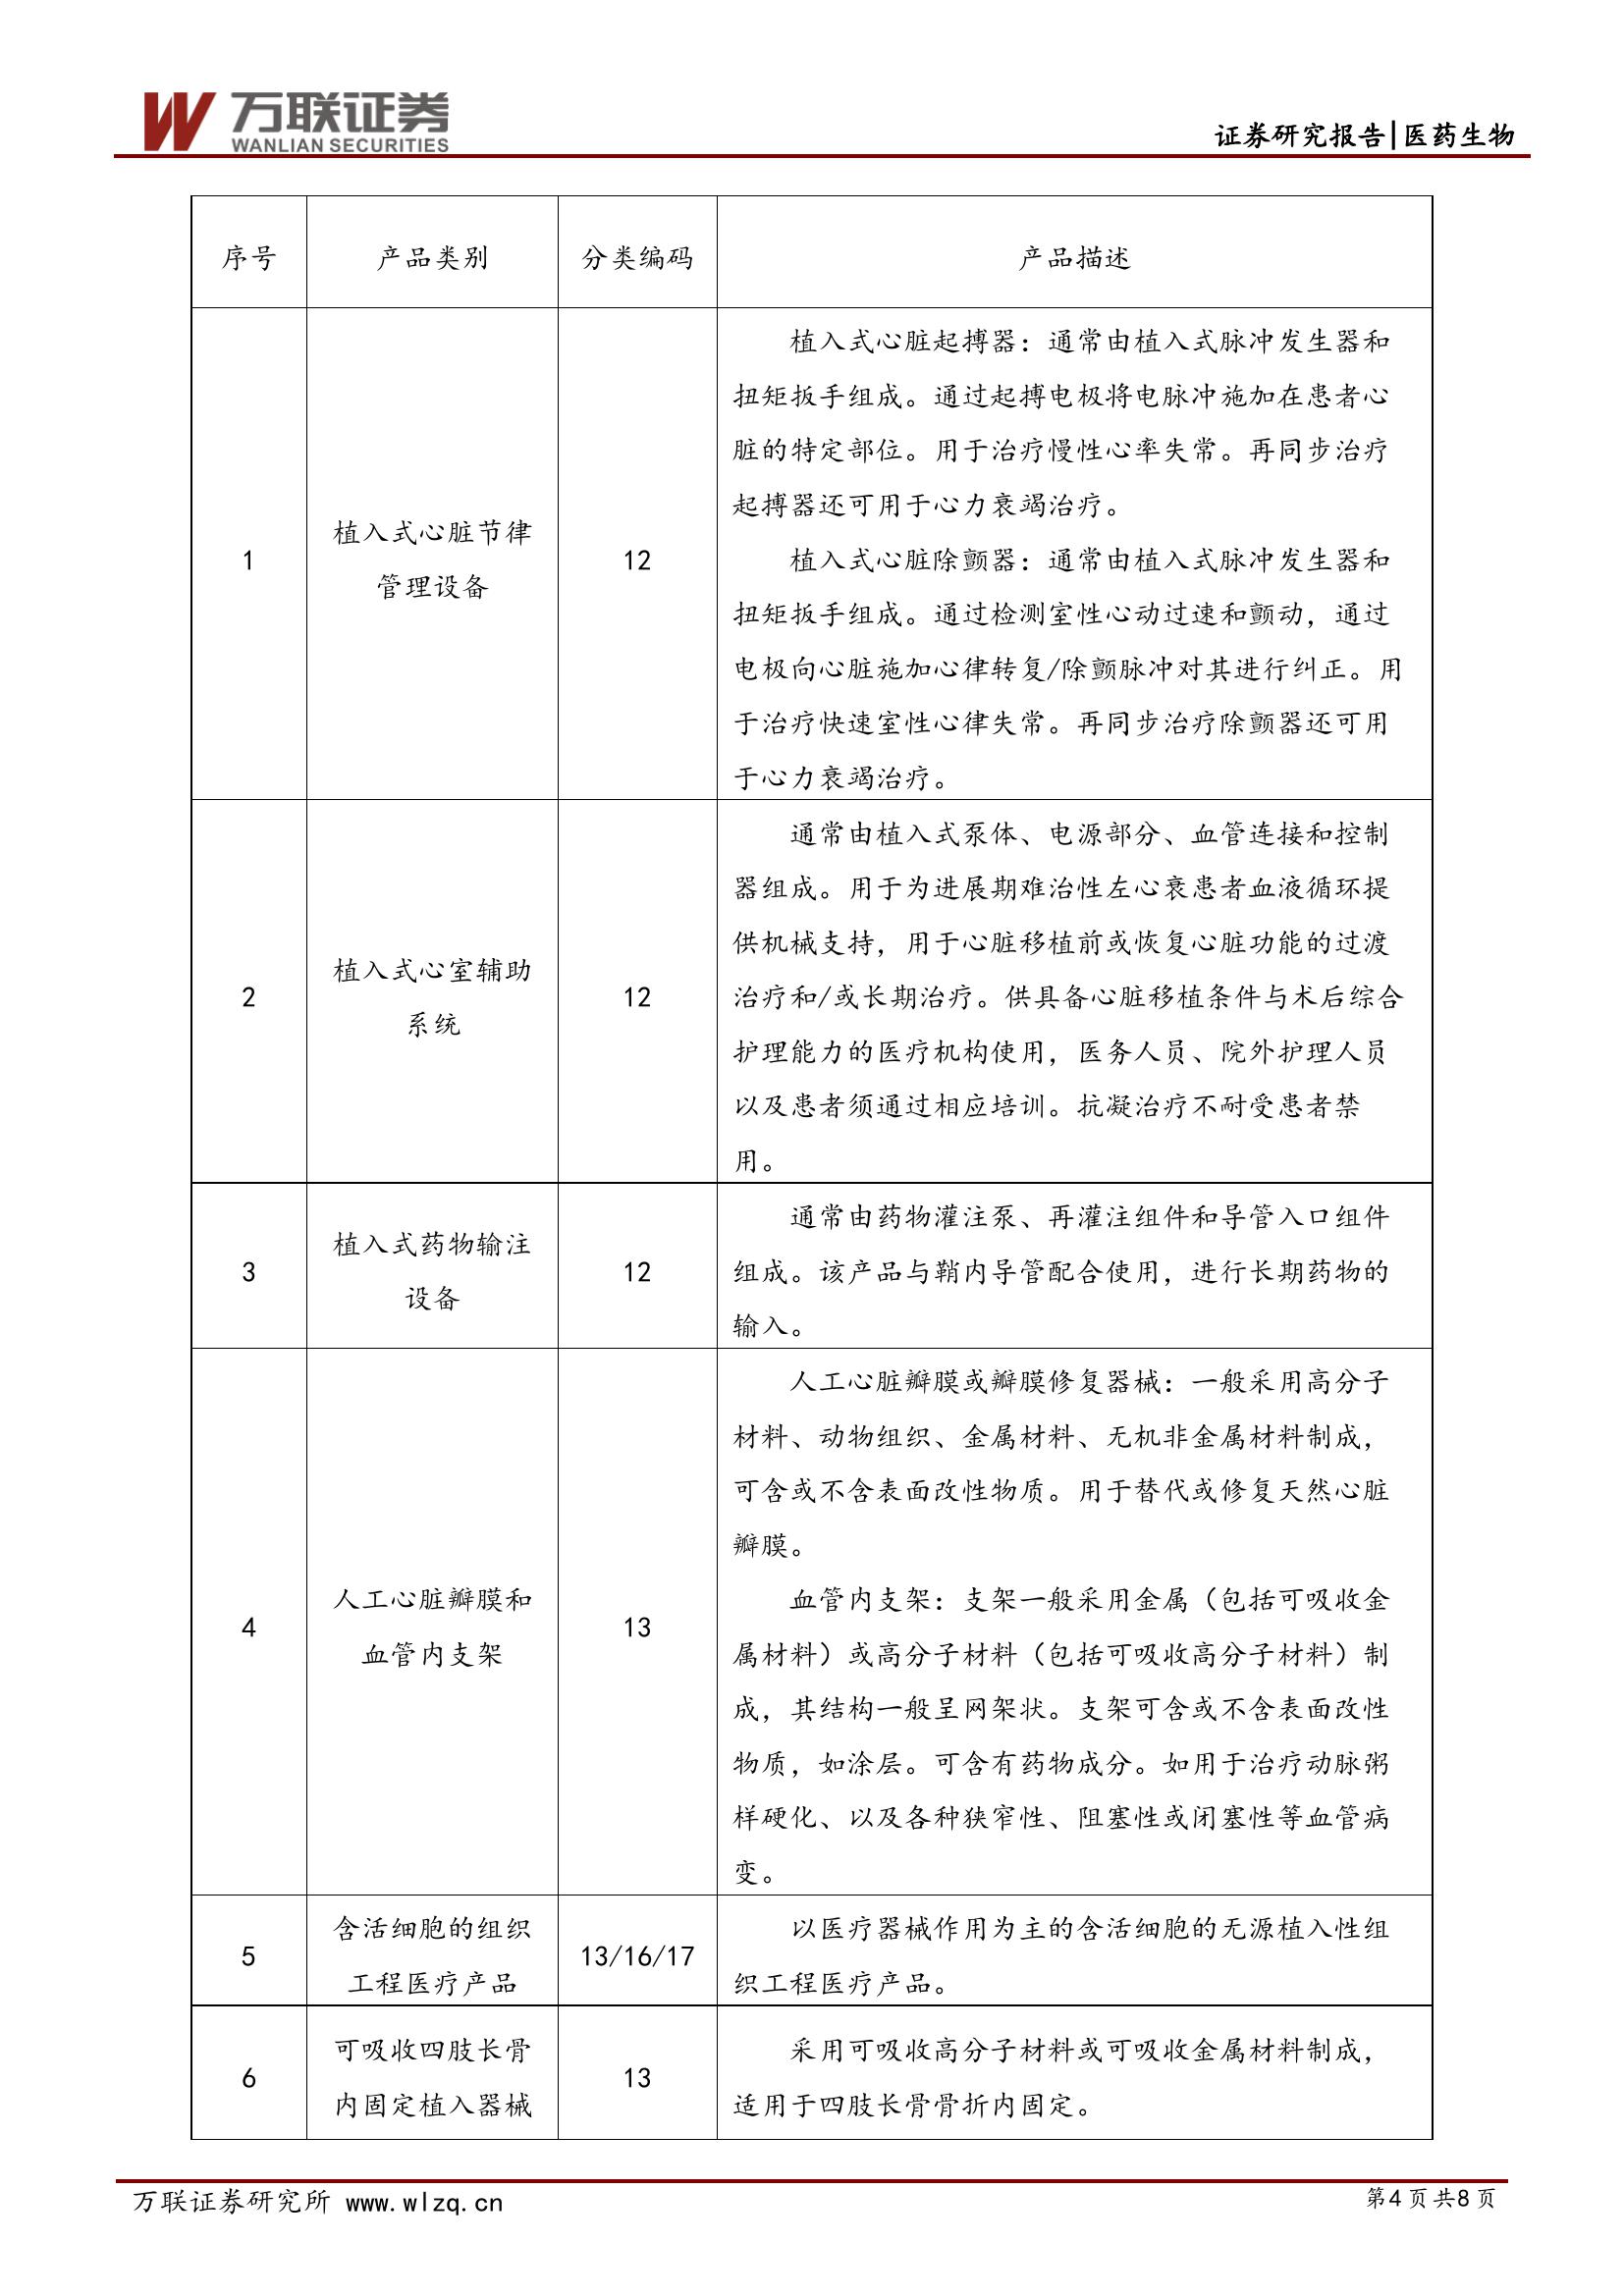 万联证券
WANLIAN SECURITIES
证券研究报告|医药生物
序号 产品类别 分类编码 产品描述
1
植入式心脏节律
管理设备
12
植入式心脏起搏器：通常由植入式脉冲发生器和
扭矩扳手组成。通过起搏电极将电脉冲施加在患者心
脏的特定部位。用于治疗慢性心率失常。再同步治疗
起搏器还可用于心力衰竭治疗。
植入式心脏除颤器：通常由植入式脉冲发生器和
扭矩扳手组成。通过检测室性心动过速和颤动，通过
电极向心脏施加心律转复/除颤脉冲对其进行纠正。用
于治疗快速室性心律失常。再同步治疗除颤器还可用
于心力衰竭治疗。
2
植入式心室辅助
系统
12
通常由植入式泵体、电源部分、血管连接和控制
器组成。用于为进展期难治性左心衰患者血液循环提
供机械支持，用于心脏移植前或恢复心脏功能的过渡
治疗和/或长期治疗。供具备心脏移植条件与术后综合
护理能力的医疗机构使用，医务人员、院外护理人员
以及患者须通过相应培训。抗凝治疗不耐受患者禁
用。
3
植入式药物输注
设备
12
通常由药物灌注泵、再灌注组件和导管入口组件
组成。该产品与鞘内导管配合使用，进行长期药物的
输入。
4
人工心脏瓣膜和
血管内支架
13
人工心脏瓣膜或瓣膜修复器械：一般采用高分子
材料、动物组织、金属材料、无机非金属材料制成，
可含或不含表面改性物质。用于替代或修复天然心脏
瓣膜。
血管内支架：支架一般采用金属（包括可吸收金
属材料）或高分子材料（包括可吸收高分子材料）制
成，其结构一般呈网架状。支架可含或不含表面改性
物质，如涂层。可含有药物成分。如用于治疗动脉粥
样硬化、以及各种狭窄性、阻塞性或闭塞性等血管病
变。
5
含活细胞的组织
工程医疗产品
13/16/17
以医疗器械作用为主的含活细胞的无源植入性组
织工程医疗产品。
6
可吸收四肢长骨
内固定植入器械
13
采用可吸收高分子材料或可吸收金属材料制成，
适用于四肢长骨骨折内固定。
万联证券研究所 www.wlzq.cn
第4页共8页